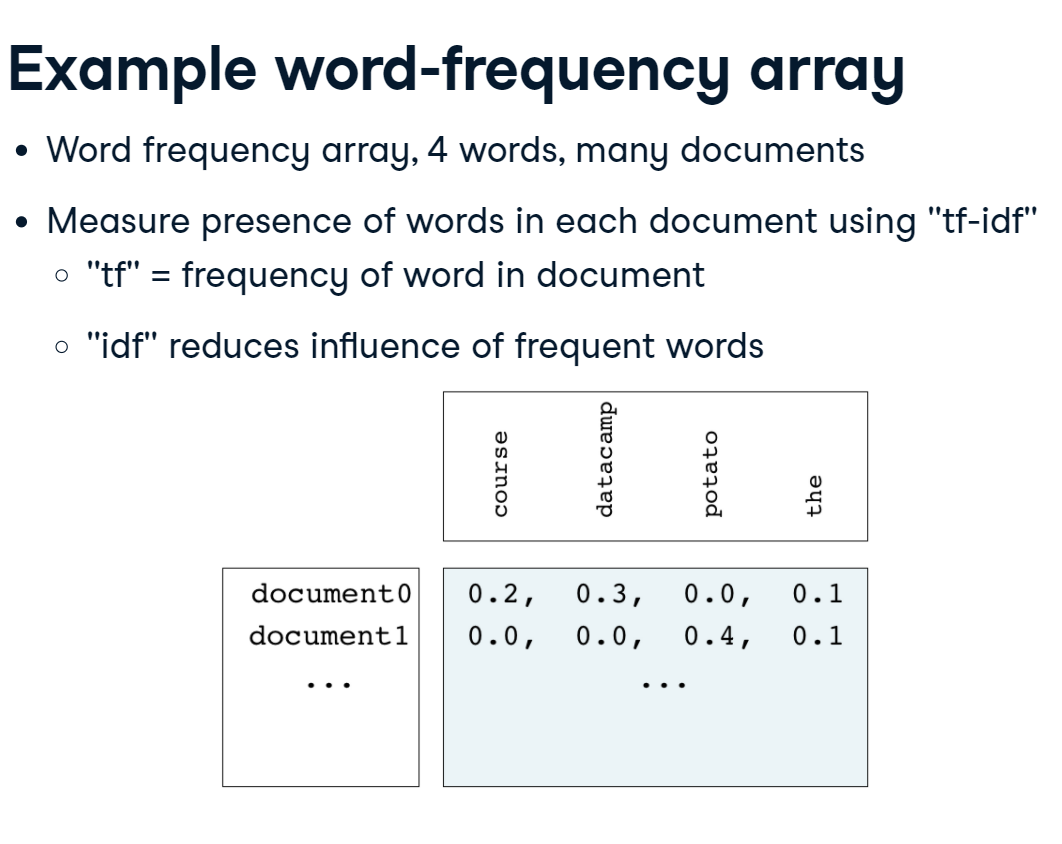 Example word-frequency array
• Word frequency array, 4 words, many documents
• Measure presence of words in each document using "tf-idf"
○ "tf" = frequency of word in document
○ "idf" reduces influence of frequent words
course datacamp potato the
document0 0.2, 0.3, 0.0, 0.1
document1 0.0, 0.0, 0.4, 0.1
... ...